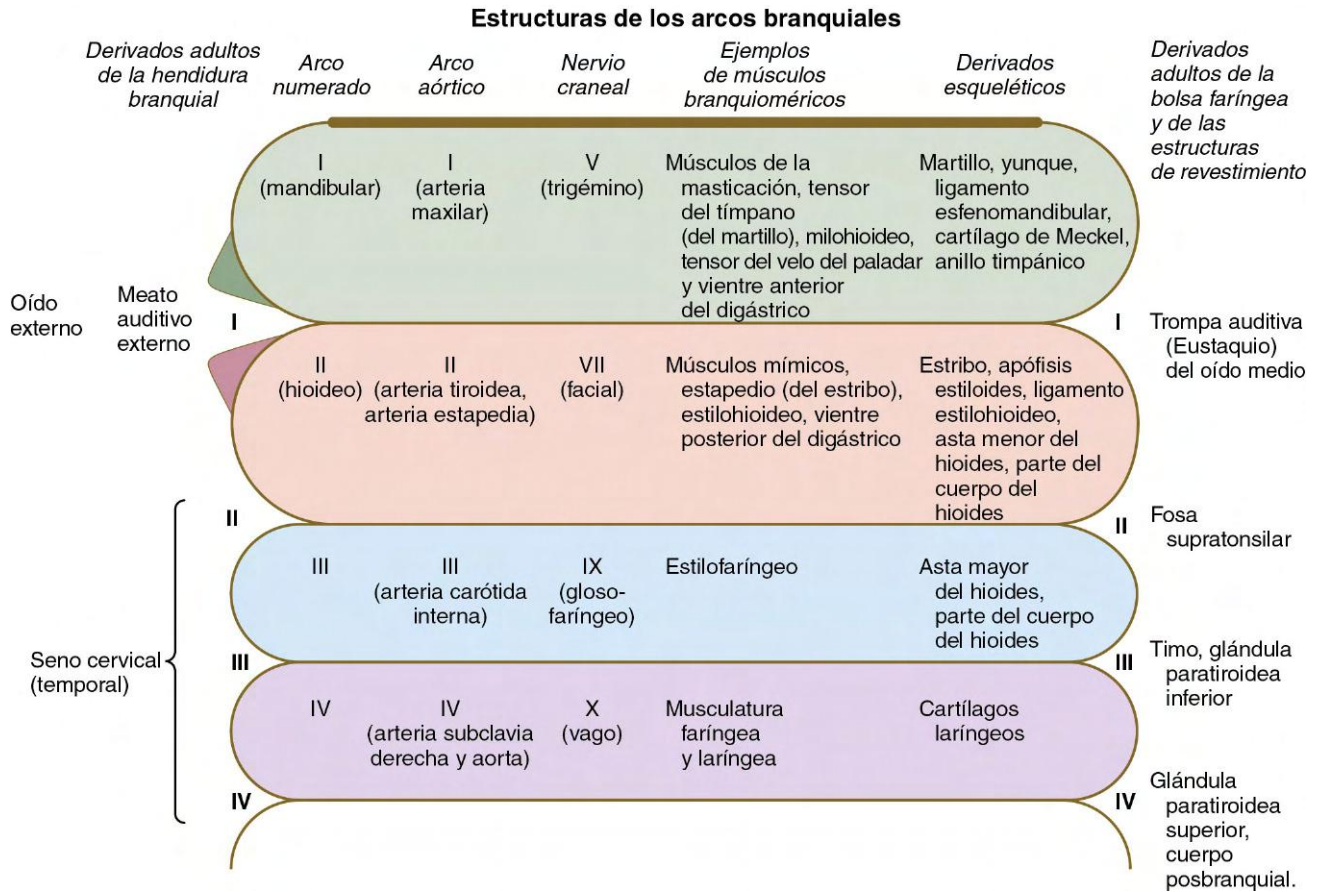 Estructuras de los arcos branquiales
Derivados adultos
de la hendidura
branquial
Arco
numerado
Arco
aórtico
Nervio
craneal
Ejemplos
de músculos
branquioméricos
Derivados
esqueléticos
Derivados
adultos de la
bolsa faríngea
y de las
estructuras
de revestimiento
I
(mandibular)
I
(arteria
maxilar)
V
(trigémino)
Músculos de la
masticación, tensor
del tímpano
(del martillo), milohioideo,
tensor del velo del paladar
y vientre anterior
del digástrico
Martillo, yunque,
ligamento
esfenomandibular,
cartílago de Meckel,
anillo timpánico
Oído
externo
Meato
auditivo
externo
I
I
Trompa auditiva
(Eustaquio)
del oído medio
II
(hioideo)
II
(arteria tiroidea,
arteria estapedia)
VII
(facial)
Músculos mímicos,
estapedio (del estribo),
estilohioideo, vientre
posterior del digástrico
Estribo, apófisis
estiloides, ligamento
estilohioideo,
asta menor del
hioides, parte del
cuerpo del
hioides
II
II
Fosa
supratonsilar
III
III
(arteria carótida
interna)
IX
(gloso-
faríngeo)
Estilofaríngeo
Asta mayor
del hioides,
parte del cuerpo
del hioides
Seno cervical
(temporal)
III
III
Timo, glándula
paratiroidea
inferior
IV
IV
(arteria subclavia
derecha y aorta)
X
(vago)
Musculatura
faríngea
y laríngea
Cartílagos
laríngeos
IV
IV
Glándula
paratiroidea
superior,
cuerpo
posbranquial.